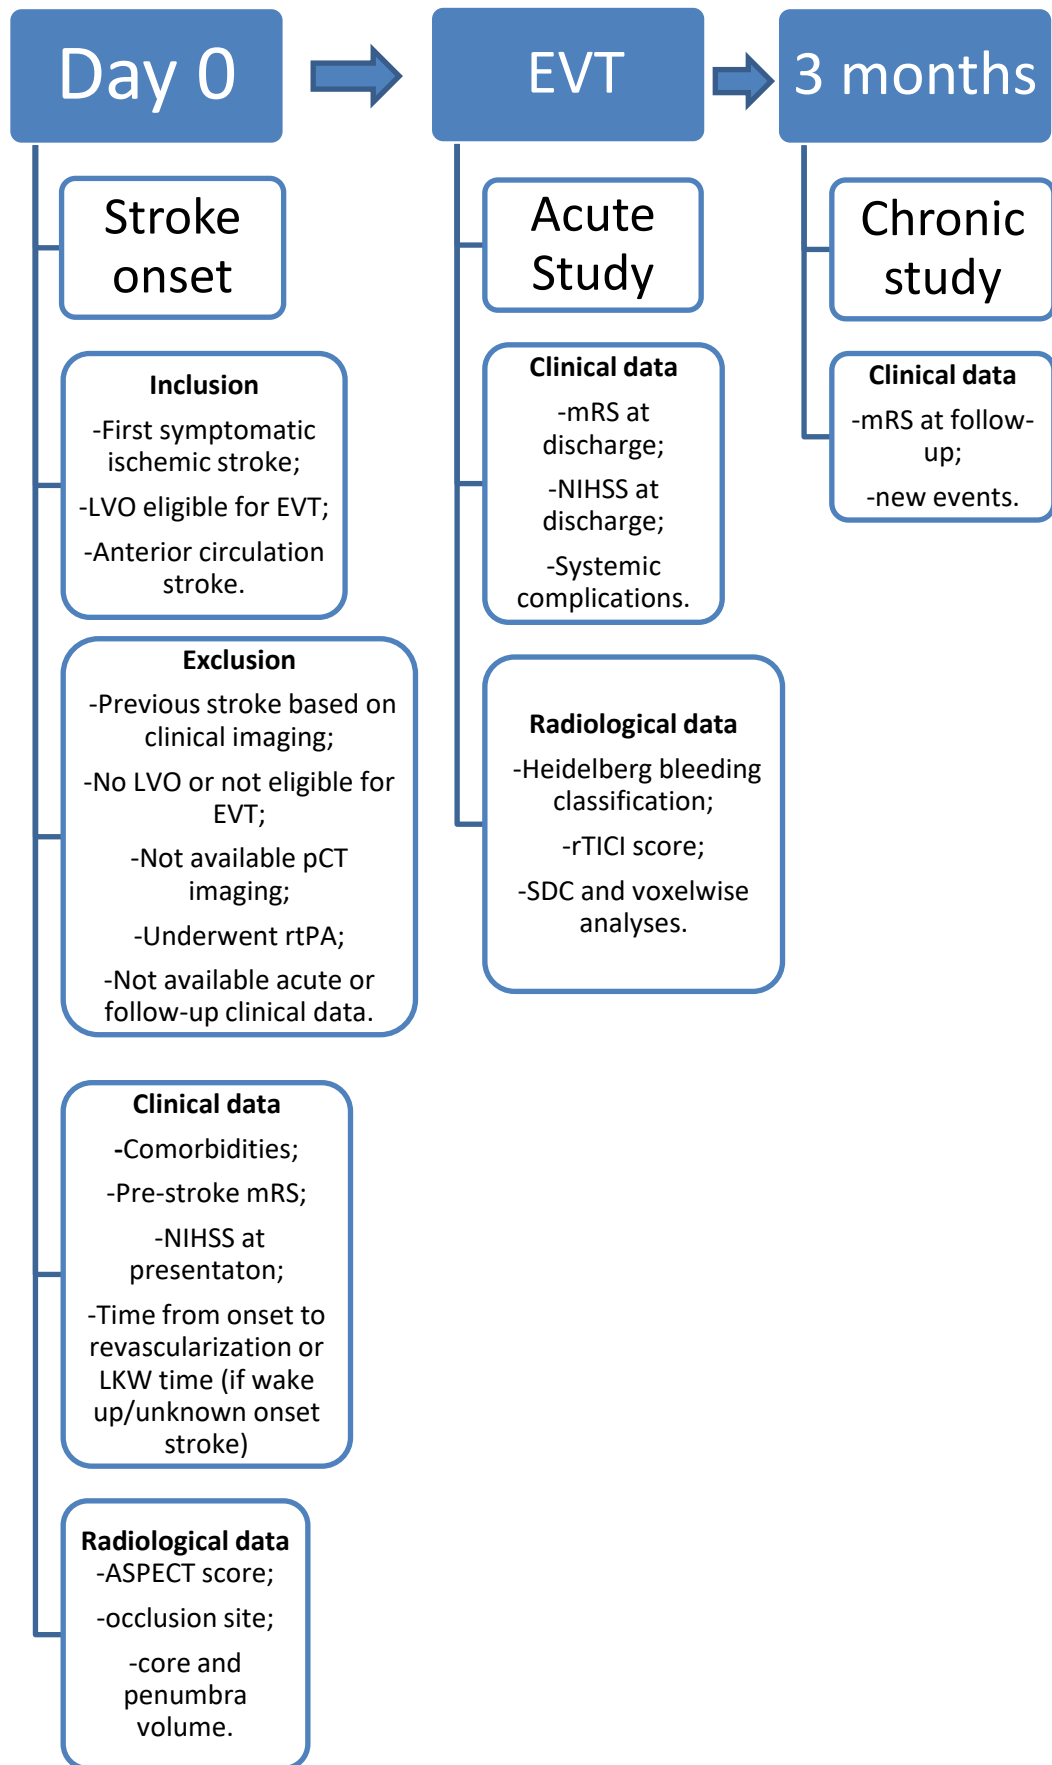 Day 0
Stroke
onset
Inclusion
-First symptomatic
ischemic stroke;
-LVO eligible for EVT;
-Anterior circulation
stroke.
Exclusion
-Previous stroke based on
clinical imaging;
-No LVO or not eligible for
EVT;
-Not available pCT
imaging;
-Underwent rtPA;
-Not available acute or
follow-up clinical data.
Clinical data
-Comorbidities;
-Pre-stroke mRS;
-NIHSS at
presentaton;
-Time from onset to
revascularization or
LKW time (if wake
up/unknown onset
stroke)
Radiological data
-ASPECT score;
-occlusion site;
-core and
penumbra
volume.
EVT
Acute
Study
Clinical data
-mRS at
discharge;
-NIHSS at
discharge;
-Systemic
complications.
Radiological data
-Heidelberg bleeding
classification;
-rTICI score;
-SDC and voxelwise
analyses.
3 months
Chronic
study
Clinical data
-mRS at follow-
up;
-new events.